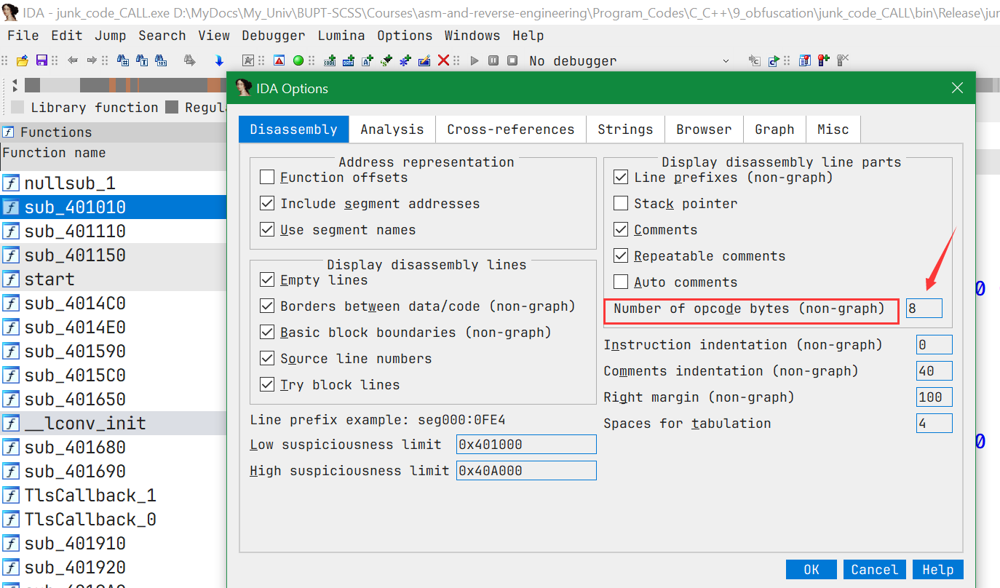 IDA - junk_code_CALL.exe D:\MyDocs\My_Univ\BUPT-SCSS\Courses\asm-and-reverse-engineering\Program_Codes\C_C++\9_obfuscation\junk_code_CALL\bin\Release\jun
File Edit Jump Search View Debugger Lumina Options Windows Help
No debugger
IDA Options
Library function Regul
Functions
Function name
nullsub_1
sub_401010
sub_401110
sub_401150
start
sub_4014C0
sub_4014E0
sub_401590
sub_4015C0
sub_401650
__lconv_init
sub_401680
sub_401690
TlsCallback_1
TlsCallback_0
sub_401910
sub_401920
Disassembly Analysis Cross-references Strings Browser Graph Misc
Address representation
Function offsets
Include segment addresses
Use segment names
Display disassembly lines
Empty lines
Borders between data/code (non-graph)
Basic block boundaries (non-graph)
Source line numbers
Try block lines
Line prefix example: seg000:0FE4
Low suspiciousness limit 0x401000
High suspiciousness limit 0x40A000
Display disassembly line parts
Line prefixes (non-graph)
Stack pointer
Comments
Repeatable comments
Auto comments
Number of opcode bytes (non-graph) 8
Instruction indentation (non-graph) 0
Comments indentation (non-graph) 40
Right margin (non-graph) 100
Spaces for tabulation 4
0
0
OK Cancel Help